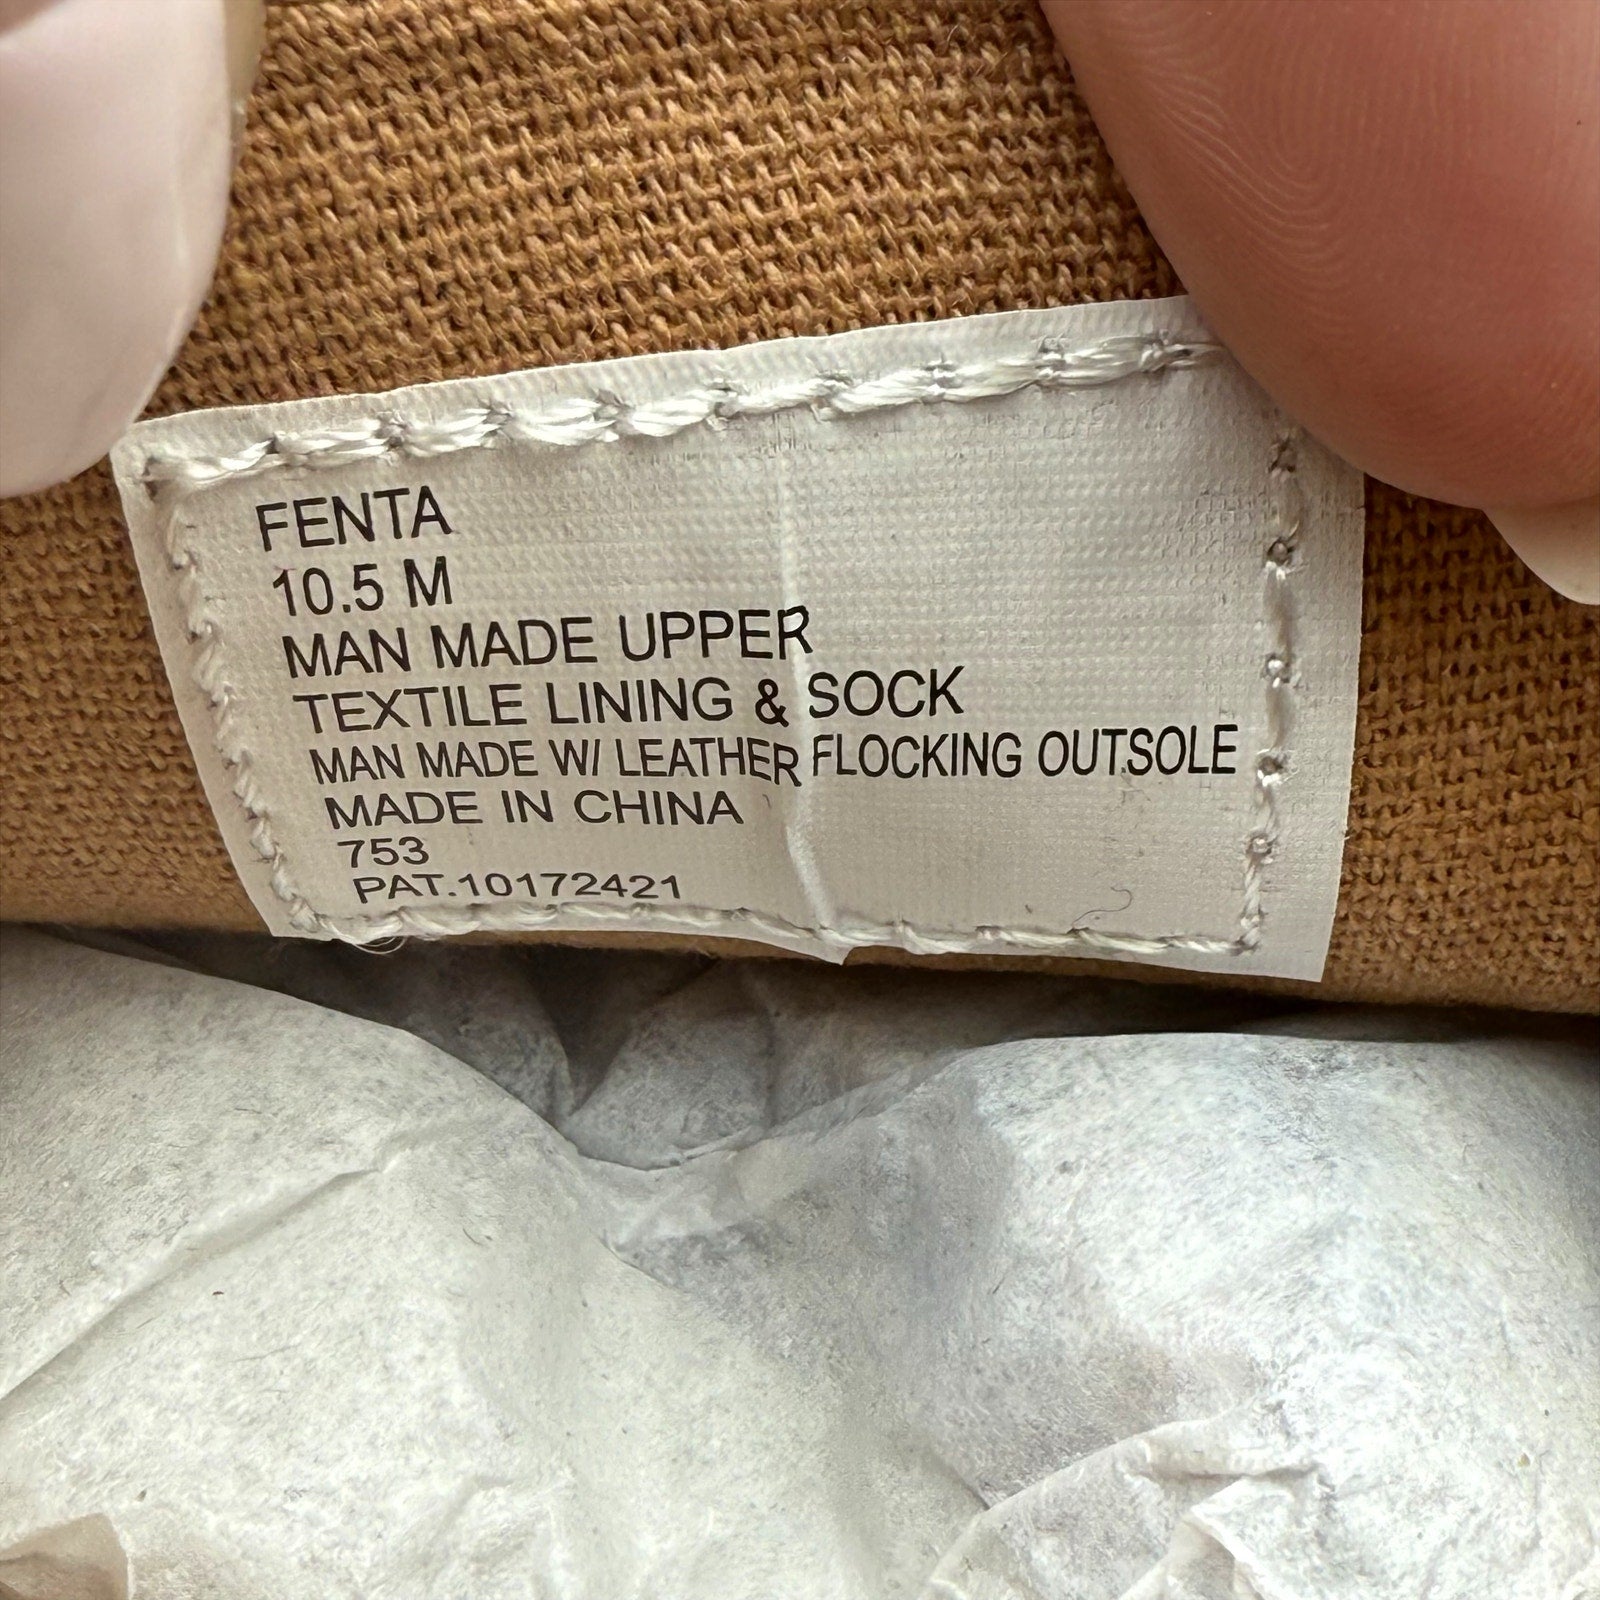 FENTA
10.5 M
MAN MADE UPPER
TEXTILE LINING & SOCK
MAN MADE W/ LEATHER FLOCKING OUTSOLE
MADE IN CHINA
753
PAT.10172421